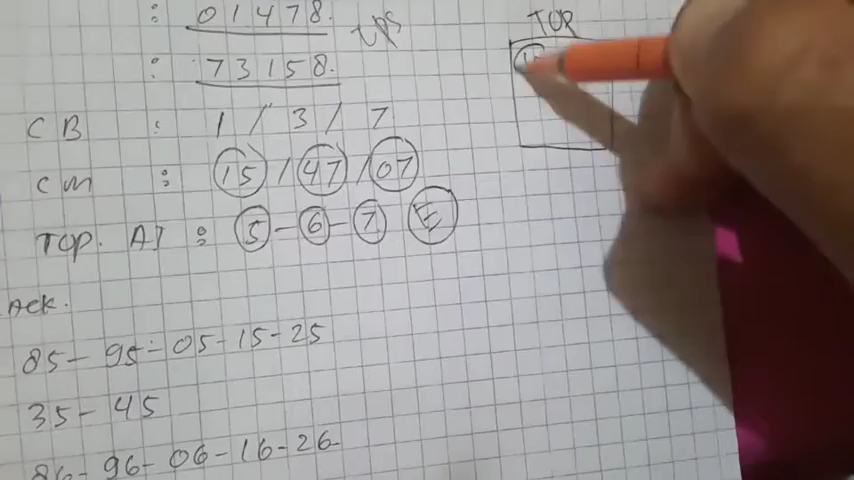 : 01478.
TOP
: 73158.
CB : 1 / 3 / 7
CM : 15 / 47 / 07
TOP. AI : 5 - 6 - 7 E
Ack.
85 - 95 - 05 - 15 - 25
35 - 45
86 - 96 - 06 - 16 - 26